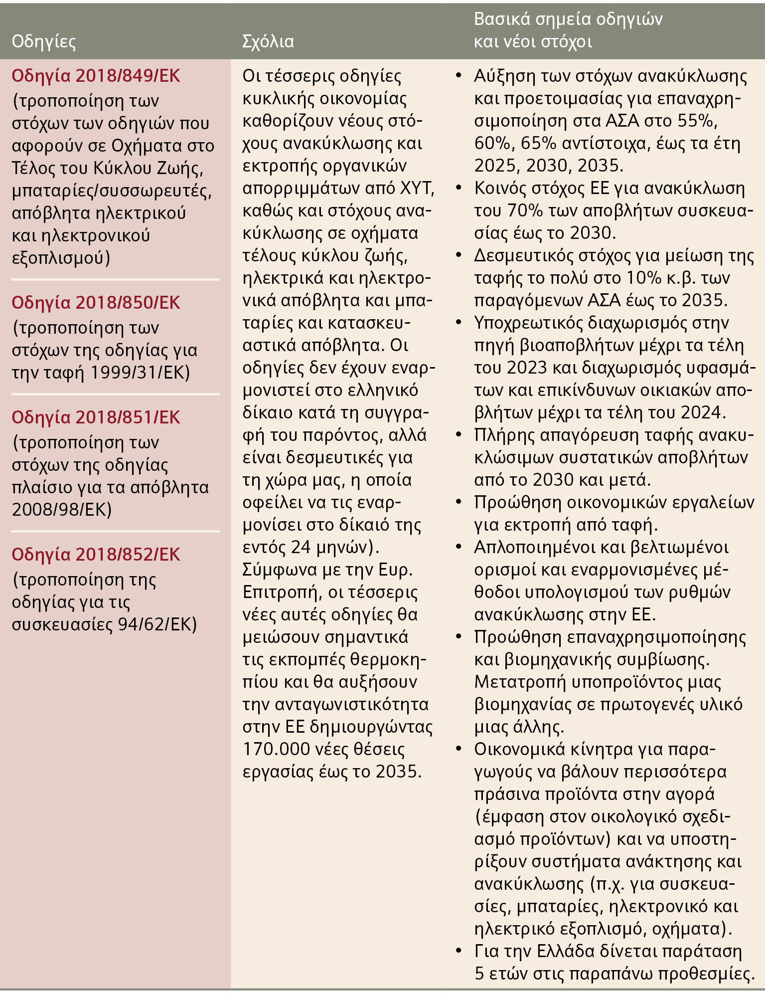 Οδηγίες
Σχόλια
Βασικά σημεία οδηγιών
και νέοι στόχοι
Οδηγία 2018/849/ΕΚ
(τροποποίηση των
στόχων των οδηγιών που
αφορούν σε Οχήματα στο
Τέλος του Κύκλου Ζωής,
μπαταρίες/συσσωρευτές,
απόβλητα ηλεκτρικού
και ηλεκτρονικού
εξοπλισμού)
Οδηγία 2018/850/ΕΚ
(τροποποίηση των
στόχων της οδηγίας για
την ταφή 1999/31/ΕΚ)
Οδηγία 2018/851/ΕΚ
(τροποποίηση των
στόχων της οδηγίας
πλαίσιο για τα απόβλητα
2008/98/ΕΚ)
Οδηγία 2018/852/ΕΚ
(τροποποίηση της
οδηγίας για τις
συσκευασίες 94/62/ΕΚ)
Οι τέσσερις οδηγίες
κυκλικής οικονομίας
καθορίζουν νέους στό-
χους ανακύκλωσης και
εκτροπής οργανικών
απορριμμάτων από ΧΥΤ,
καθώς και στόχους ανα-
κύκλωσης σε οχήματα
τέλους κύκλου ζωής,
ηλεκτρικά και ηλεκτρο-
νικά απόβλητα και μπα-
ταρίες και κατασκευ-
αστικά απόβλητα. Οι
οδηγίες δεν έχουν εναρ-
μονιστεί στο ελληνικό
δίκαιο κατά τη συγγρα-
φή του παρόντος, αλλά
είναι δεσμευτικές για
τη χώρα μας, η οποία
οφείλει να τις εναρ-
μονίσει στο δίκαιό της
εντός 24 μηνών).
Σύμφωνα με την Ευρ.
Επιτροπή, οι τέσσερις
νέες αυτές οδηγίες θα
μειώσουν σημαντικά
τις εκπομπές θερμοκη-
πίου και θα αυξήσουν
την ανταγωνιστικότητα
στην ΕΕ δημιουργώντας
170.000 νέες θέσεις
εργασίας έως το 2035.
• Αύξηση των στόχων ανακύκλωσης
και προετοιμασίας για επαναχρη-
σιμοποίηση στα ΑΣΑ στο 55%,
60%, 65% αντίστοιχα, έως τα έτη
2025, 2030, 2035.
• Κοινός στόχος ΕΕ για ανακύκλωση
του 70% των αποβλήτων συσκευα-
σίας έως το 2030.
• Δεσμευτικός στόχος για μείωση της
ταφής το πολύ στο 10% κ.β. των
παραγόμενων ΑΣΑ έως το 2035.
• Υποχρεωτικός διαχωρισμός στην
πηγή βιοαποβλήτων μέχρι τα τέλη
του 2023 και διαχωρισμός υφασμά-
των και επικίνδυνων οικιακών απο-
βλήτων μέχρι τα τέλη του 2024.
• Πλήρης απαγόρευση ταφής ανακυ-
κλώσιμων συστατικών αποβλήτων
από το 2030 και μετά.
• Προώθηση οικονομικών εργαλείων
για εκτροπή από ταφή.
• Απλοποιημένοι και βελτιωμένοι
ορισμοί και εναρμονισμένες μέ-
θοδοι υπολογισμού των ρυθμών
ανακύκλωσης στην ΕΕ.
• Προώθηση επαναχρησιμοποίησης
και βιομηχανικής συμβίωσης.
Μετατροπή υποπροϊόντος μιας
βιομηχανίας σε πρωτογενές υλικό
μιας άλλης.
• Οικονομικά κίνητρα για παρα-
γωγούς να βάλουν περισσότερα
πράσινα προϊόντα στην αγορά
(έμφαση στον οικολογικό σχεδι-
ασμό προϊόντων) και να υποστη-
ρίξουν συστήματα ανάκτησης και
ανακύκλωσης (π.χ. για συσκευα-
σίες, μπαταρίες, ηλεκτρονικό και
ηλεκτρικό εξοπλισμό, οχήματα).
• Για την Ελλάδα δίνεται παράταση
5 ετών στις παραπάνω προθεσμίες.